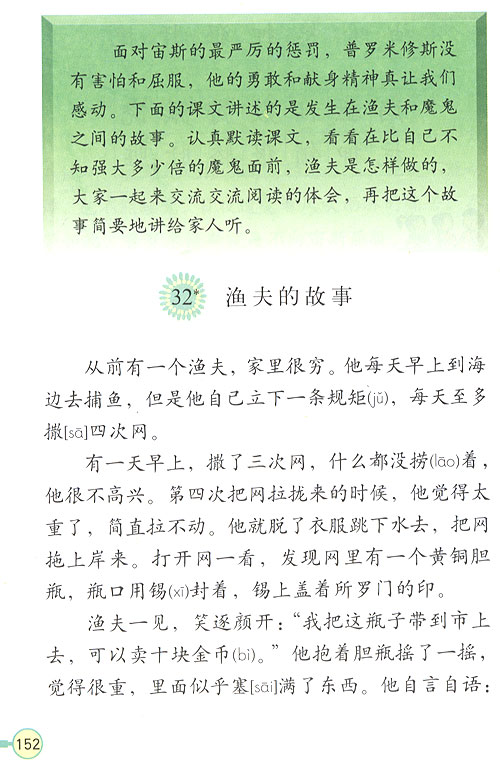 面对宙斯的最严厉的惩罚，普罗米修斯没
有害怕和屈服，他的勇敢和献身精神真让我们
感动。下面的课文讲述的是发生在渔夫和魔鬼
之间的故事。认真默读课文，看看在比自己不
知强大多少倍的魔鬼面前，渔夫是怎样做的，
大家一起来交流交流阅读的体会，再把这个故
事简要地讲给家人听。
32* 渔夫的故事
从前有一个渔夫，家里很穷。他每天早上到海
边去捕鱼，但是他自己立下一条规矩(jǔ)，每天至多
撒[sā]四次网。
有一天早上，撒了三次网，什么都没捞(lāo)着，
他很不高兴。第四次把网拉拢来的时候，他觉得太
重了，简直拉不动。他就脱了衣服跳下水去，把网
拖上岸来。打开网一看，发现网里有一个黄铜胆
瓶，瓶口用锡(xī)封着，锡上盖着所罗门的印。
渔夫一见，笑逐颜开：“我把这瓶子带到市上
去，可以卖十块金币(bì)。”他抱着胆瓶摇了一摇，
觉得很重，里面似乎塞[sāi]满了东西。他自言自语：
152